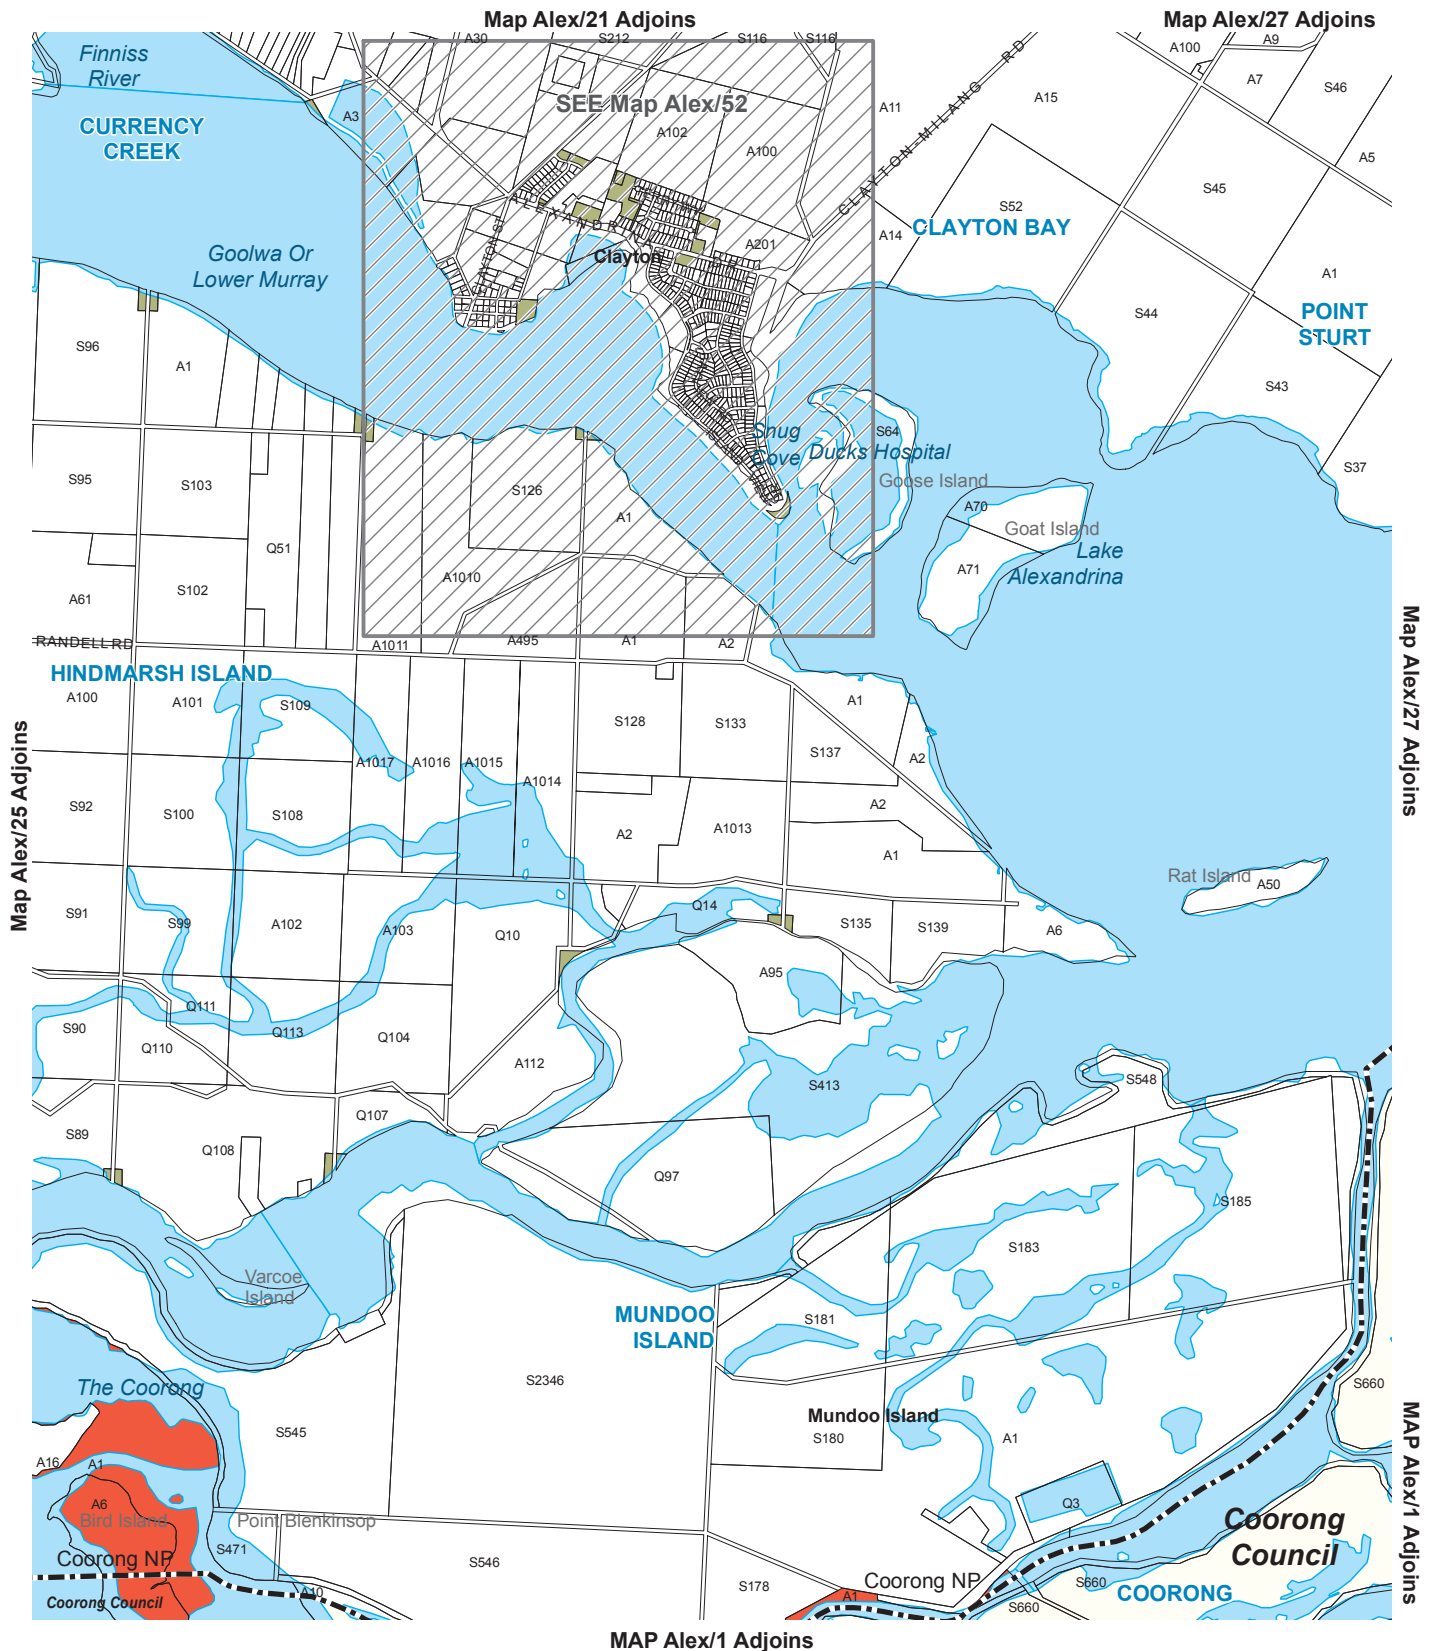 Map Alex/21 Adjoins
Map Alex/27 Adjoins
A30
S212
S116
S116
A100
A9
Finniss
River
A7
S46
SEE Map Alex/52
A11
A15
CLAYTON-MILANG RD
CURRENCY
CREEK
A3
A102
A100
A5
S45
S52
CLAYTON BAY
ALEXANDRINA
A14
A201
Clayton
Goolwa Or
Lower Murray
A1
POINT
STURT
S44
S96
A1
S43
Snug
Cove
Ducks Hospital
S64
S37
Goose Island
S95
S103
S126
A1
A70
Goat Island
Lake
Alexandrina
Q51
A71
A1010
S102
A61
RANDELL RD
A1011
A495
A1
A2
Map Alex/27 Adjoins
HINDMARSH ISLAND
A100
A101
S109
A1
S128
S133
S137
A2
A1017
A1016
A1015
A1014
Map Alex/25 Adjoins
S92
S100
S108
A2
A2
A1013
A1
Rat Island
A50
S91
S99
A102
A103
Q10
Q14
S135
S139
A6
A95
Q111
S90
Q113
Q104
Q110
A112
S413
S548
Q107
S89
Q108
Q97
S185
S183
Varcoe
Island
MUNDOO
ISLAND
S181
The Coorong
S2346
S660
Mundoo Island
S545
S180
A1
A16
A1
A6
Bird Island
Point Blenkinsop
Q3
Coorong
Council
MAP Alex/1 Adjoins
S471
Coorong NP
S546
Coorong NP
S178
A10
Coorong Council
A1
S660
S660
COORONG
MAP Alex/1 Adjoins